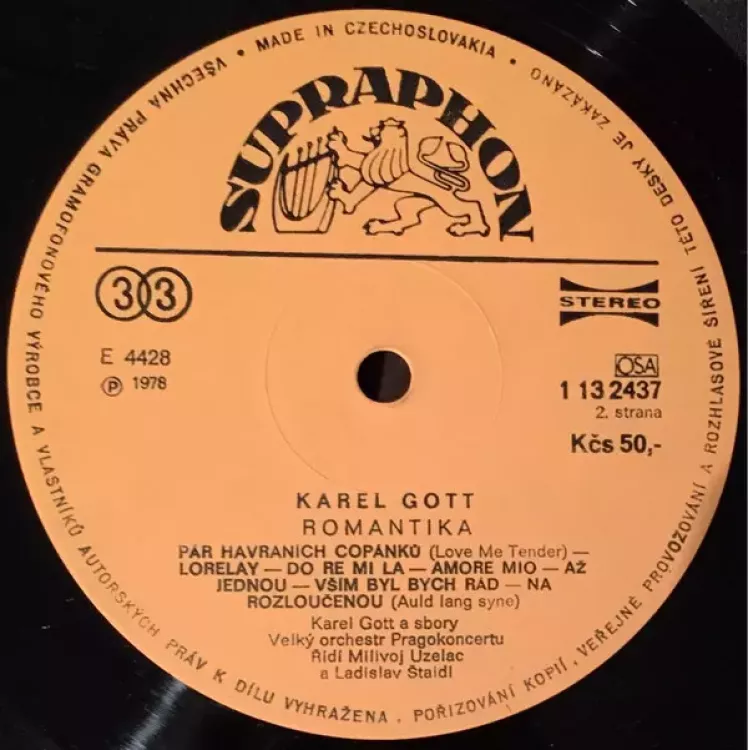 VŠECHNA PRÁVA GRAMOFONOVÉHO VÝROBCE A VLASTNÍKŮ AUTORSKÝCH PRÁV K DÍLU VYHRAŽENA . POŘIZOVÁNÍ KOPIÍ, VEŘEJNÉ PROVOZOVÁNÍ A ROZHLASOVÉ ŠÍŘENÍ TÉTO DESKY JE ZAKÁZÁNO
• MADE IN CZECHOSLOVAKIA •
SUPRAPHON
33
STEREO
E 4428
Ⓟ 1978
OSA
1 13 2437
2. strana
Kčs 50,-
KAREL GOTT
ROMANTIKA
PÁR HAVRANÍCH COPÁNKŮ (Love Me Tender) —
LORELAY — DO RE MI LA — AMORE MIO — AŽ
JEDNOU — VŠÍM BYL BYCH RÁD — NA
ROZLOUČENOU (Auld lang syne)
Karel Gott a sbory
Velký orchestr Pragokoncertu
Řídí Milivoj Uzelac
a Ladislav Štaidl